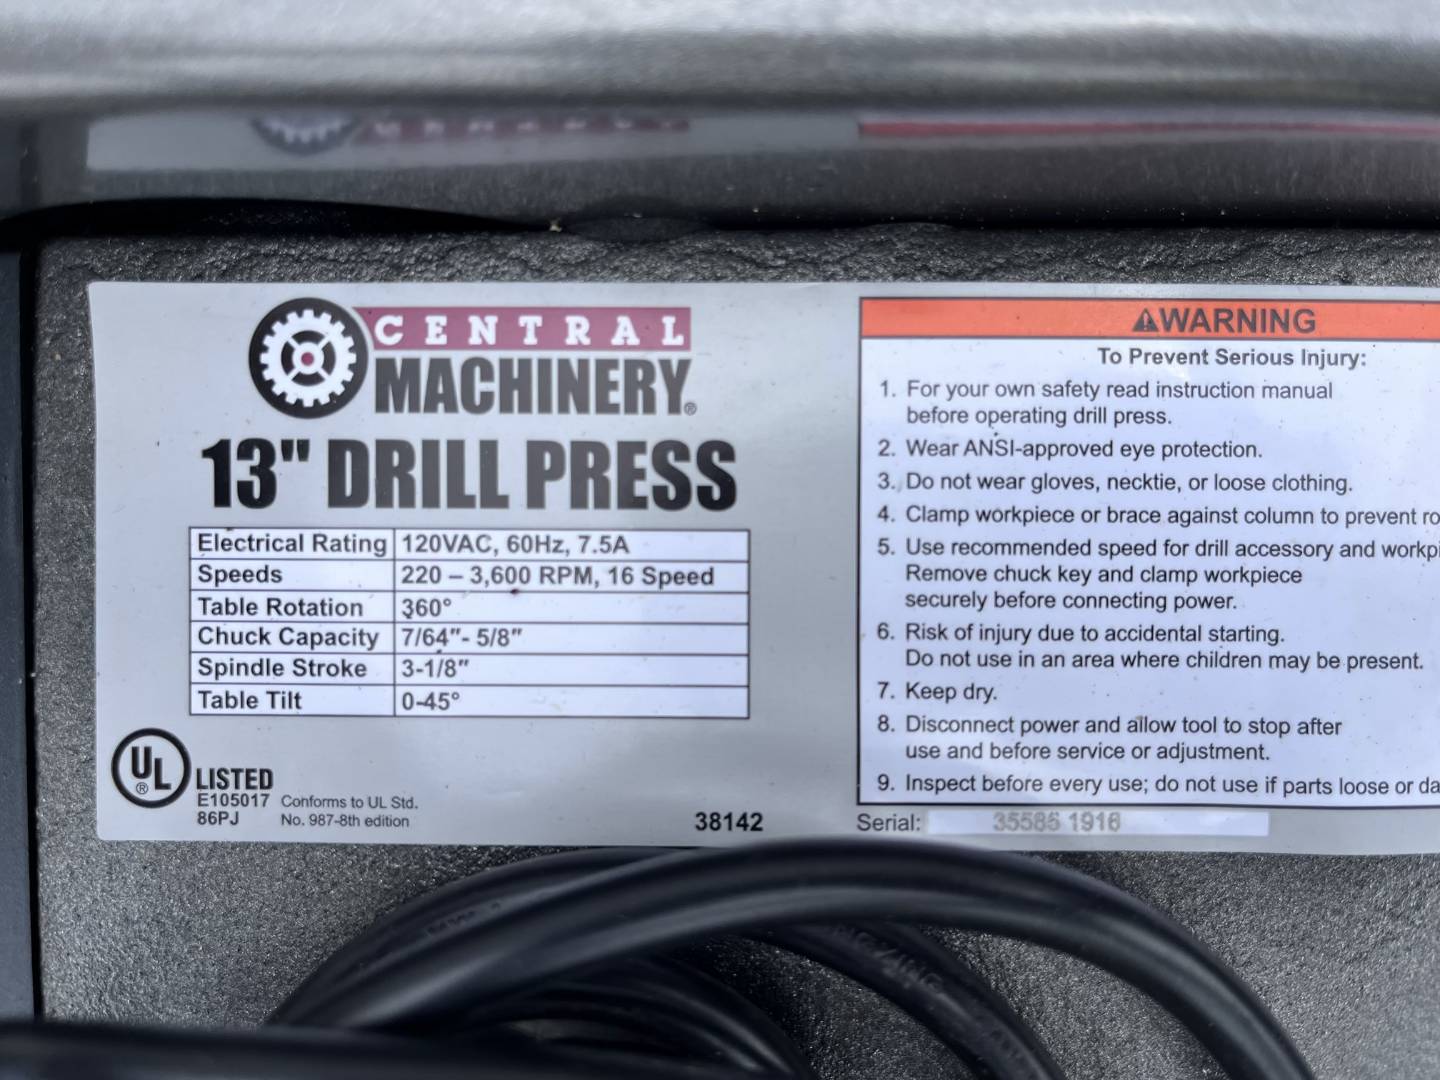 CENTRAL
MACHINERY®
13" DRILL PRESS
Electrical Rating 120VAC, 60Hz, 7.5A
Speeds 220 – 3,600 RPM, 16 Speed
Table Rotation 360°
Chuck Capacity 7/64"- 5/8"
Spindle Stroke 3-1/8"
Table Tilt 0-45°
UL® LISTED
E105017
86PJ
Conforms to UL Std.
No. 987-8th edition
38142
⚠WARNING
To Prevent Serious Injury:
1. For your own safety read instruction manual
before operating drill press.
2. Wear ANSI-approved eye protection.
3. Do not wear gloves, necktie, or loose clothing.
4. Clamp workpiece or brace against column to prevent ro
5. Use recommended speed for drill accessory and workpi
Remove chuck key and clamp workpiece
securely before connecting power.
6. Risk of injury due to accidental starting.
Do not use in an area where children may be present.
7. Keep dry.
8. Disconnect power and allow tool to stop after
use and before service or adjustment.
9. Inspect before every use; do not use if parts loose or da
Serial: 35585 1916